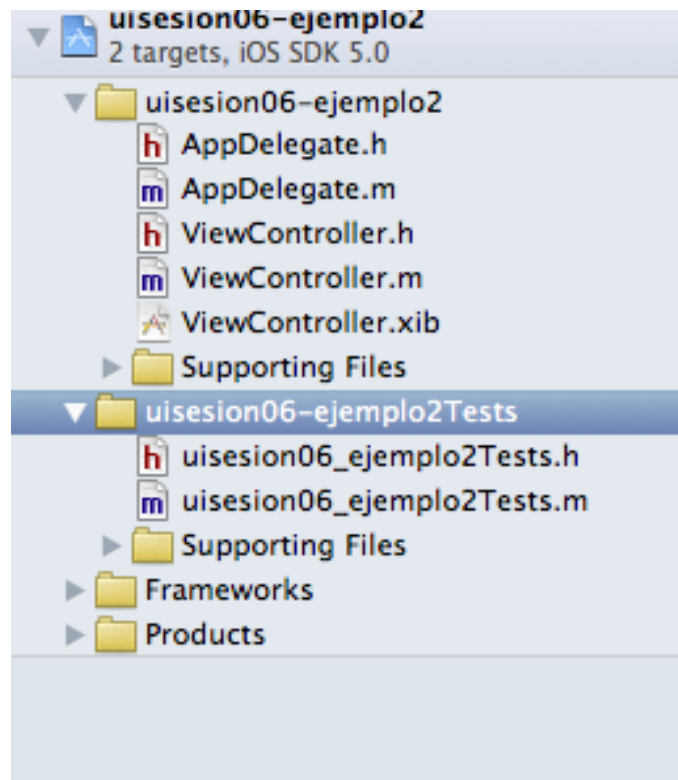 uisesion06-ejemplo2
2 targets, iOS SDK 5.0
uisesion06-ejemplo2
h AppDelegate.h
m AppDelegate.m
h ViewController.h
m ViewController.m
ViewController.xib
Supporting Files
uisesion06-ejemplo2Tests
h uisesion06_ejemplo2Tests.h
m uisesion06_ejemplo2Tests.m
Supporting Files
Frameworks
Products